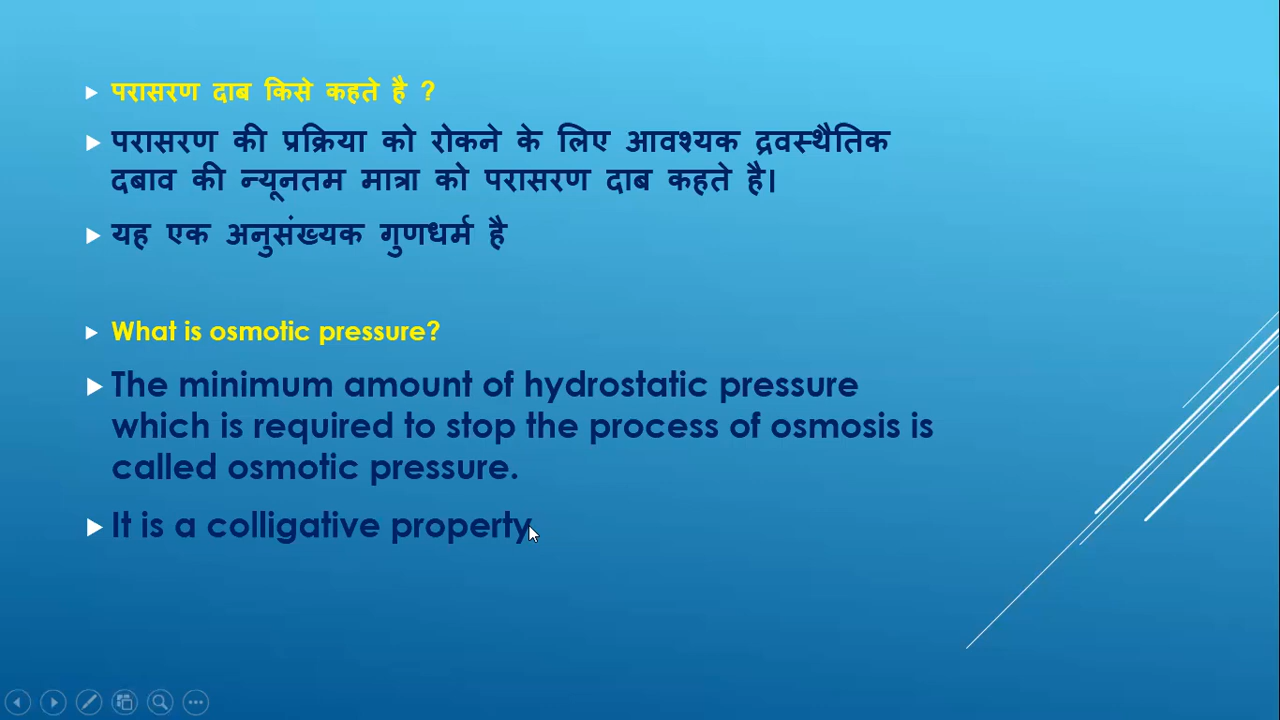 परासरण दाब किसे कहते है ?
परासरण की प्रक्रिया को रोकने के लिए आवश्यक द्रवस्थैतिक
दबाव की न्यूनतम मात्रा को परासरण दाब कहते है।
यह एक अनुसंख्यक गुणधर्म है
What is osmotic pressure?
The minimum amount of hydrostatic pressure
which is required to stop the process of osmosis is
called osmotic pressure.
It is a colligative property